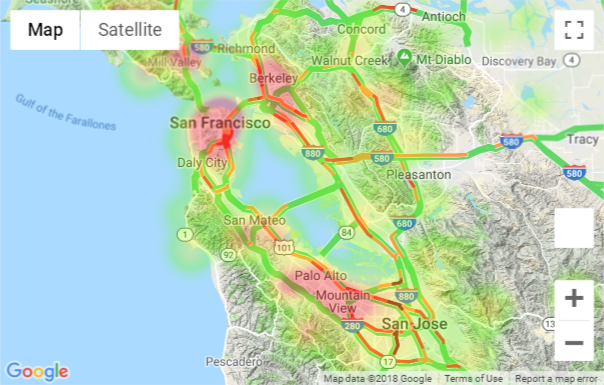 Seashore
Map Satellite
4
Antioch
Concord
580
Richmond
Mill Valley
Walnut Creek
Mt Diablo
Discovery Bay
4
Berkeley
Gulf of the Farallones
San Francisco
680
580
Tracy
Daly City
880
580
580
Pleasanton
San Mateo
680
1
84
101
92
Palo Alto
Mountain
View
880
280
San Jose
13
17
Pescadero
Google
Map data ©2018 Google Terms of Use Report a map error